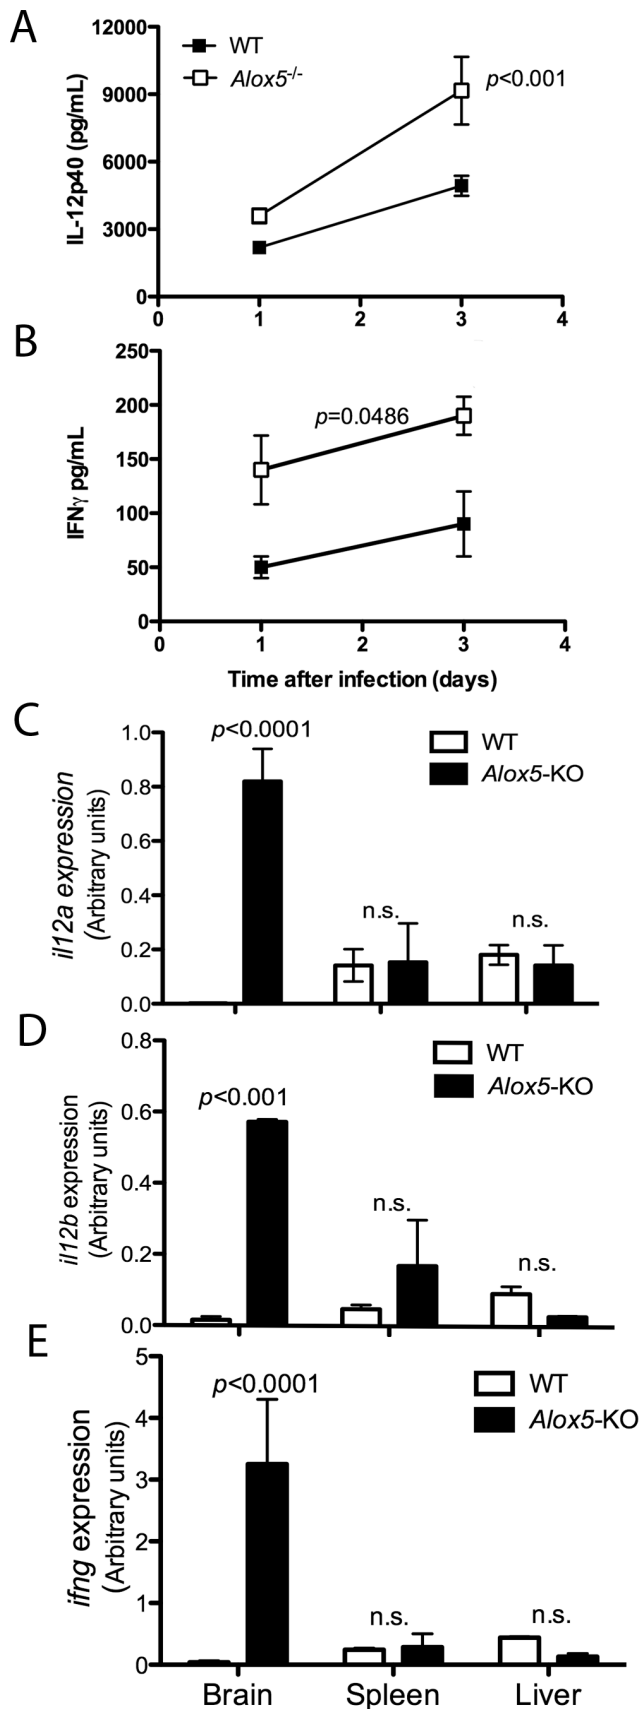 A
12000
9000
6000
3000
0
IL-12p40 (pg/mL)
WT
Alox5-/-
p<0.001
0 1 2 3 4
B
250
200
150
100
50
0
IFNγ pg/mL
p=0.0486
0 1 2 3 4
Time after infection (days)
C
1.0
0.8
0.6
0.4
0.2
0.0
il12a expression
(Arbitrary units)
p<0.0001
WT
Alox5-KO
n.s.
n.s.
D
0.8
0.6
0.4
0.2
0.0
il12b expression
(Arbitrary units)
p<0.001
WT
Alox5-KO
n.s.
n.s.
E
5
4
3
2
1
0
ifng expression
(Arbitrary units)
p<0.0001
WT
Alox5-KO
n.s.
n.s.
Brain Spleen Liver